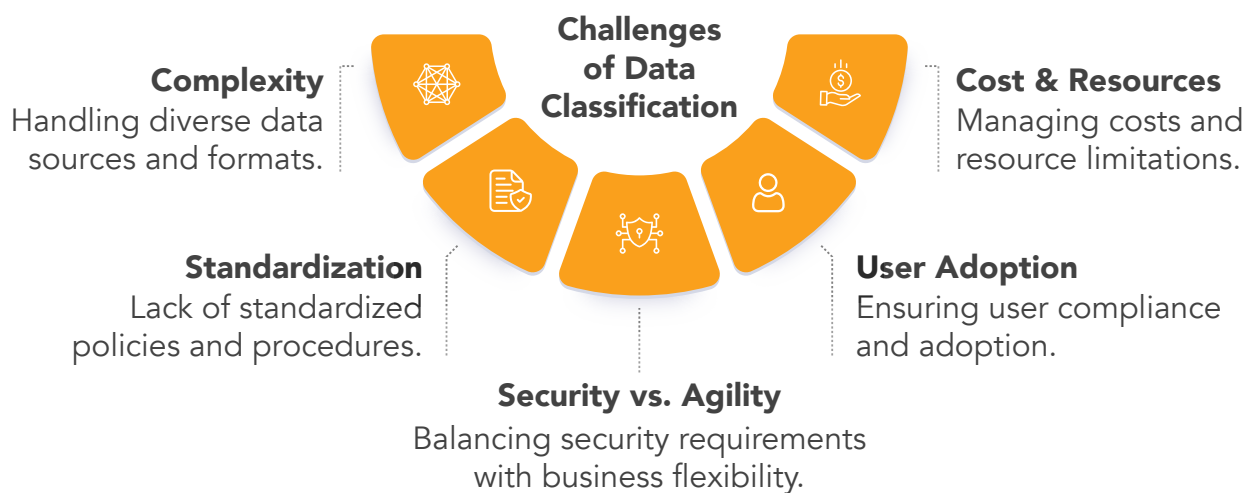 Challenges
of Data
Classification
Complexity
Handling diverse data
sources and formats.
Standardization
Lack of standardized
policies and procedures.
Security vs. Agility
Balancing security requirements
with business flexibility.
User Adoption
Ensuring user compliance
and adoption.
Cost & Resources
Managing costs and
resource limitations.